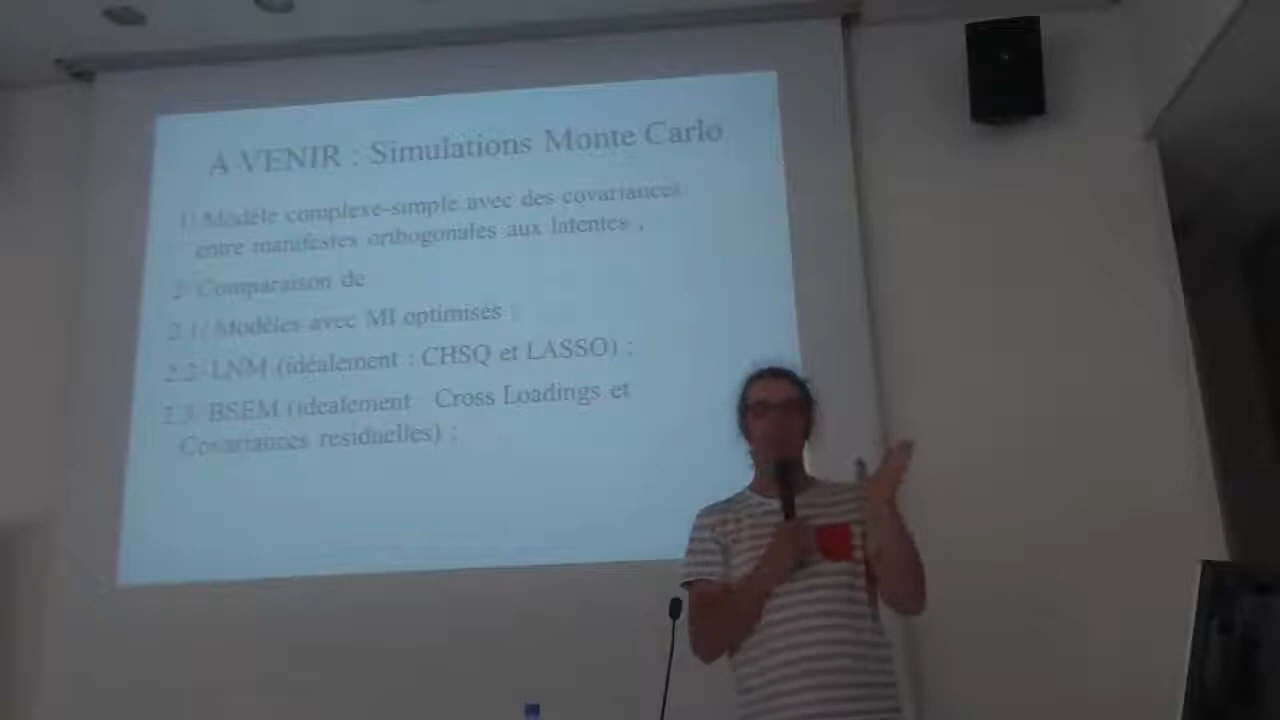 A VENIR : Simulations Monte Carlo
1/ Modèle complexe-simple avec des covariances
entre manifestes orthogonales aux latentes ;
2/ Comparaison de
2.1/ Modèles avec MI optimisés ;
2.2/ LNM (idéalement : CHSQ et LASSO) ;
2.3/ BSEM (idéalement : Cross Loadings et
Covariances résiduelles) ;